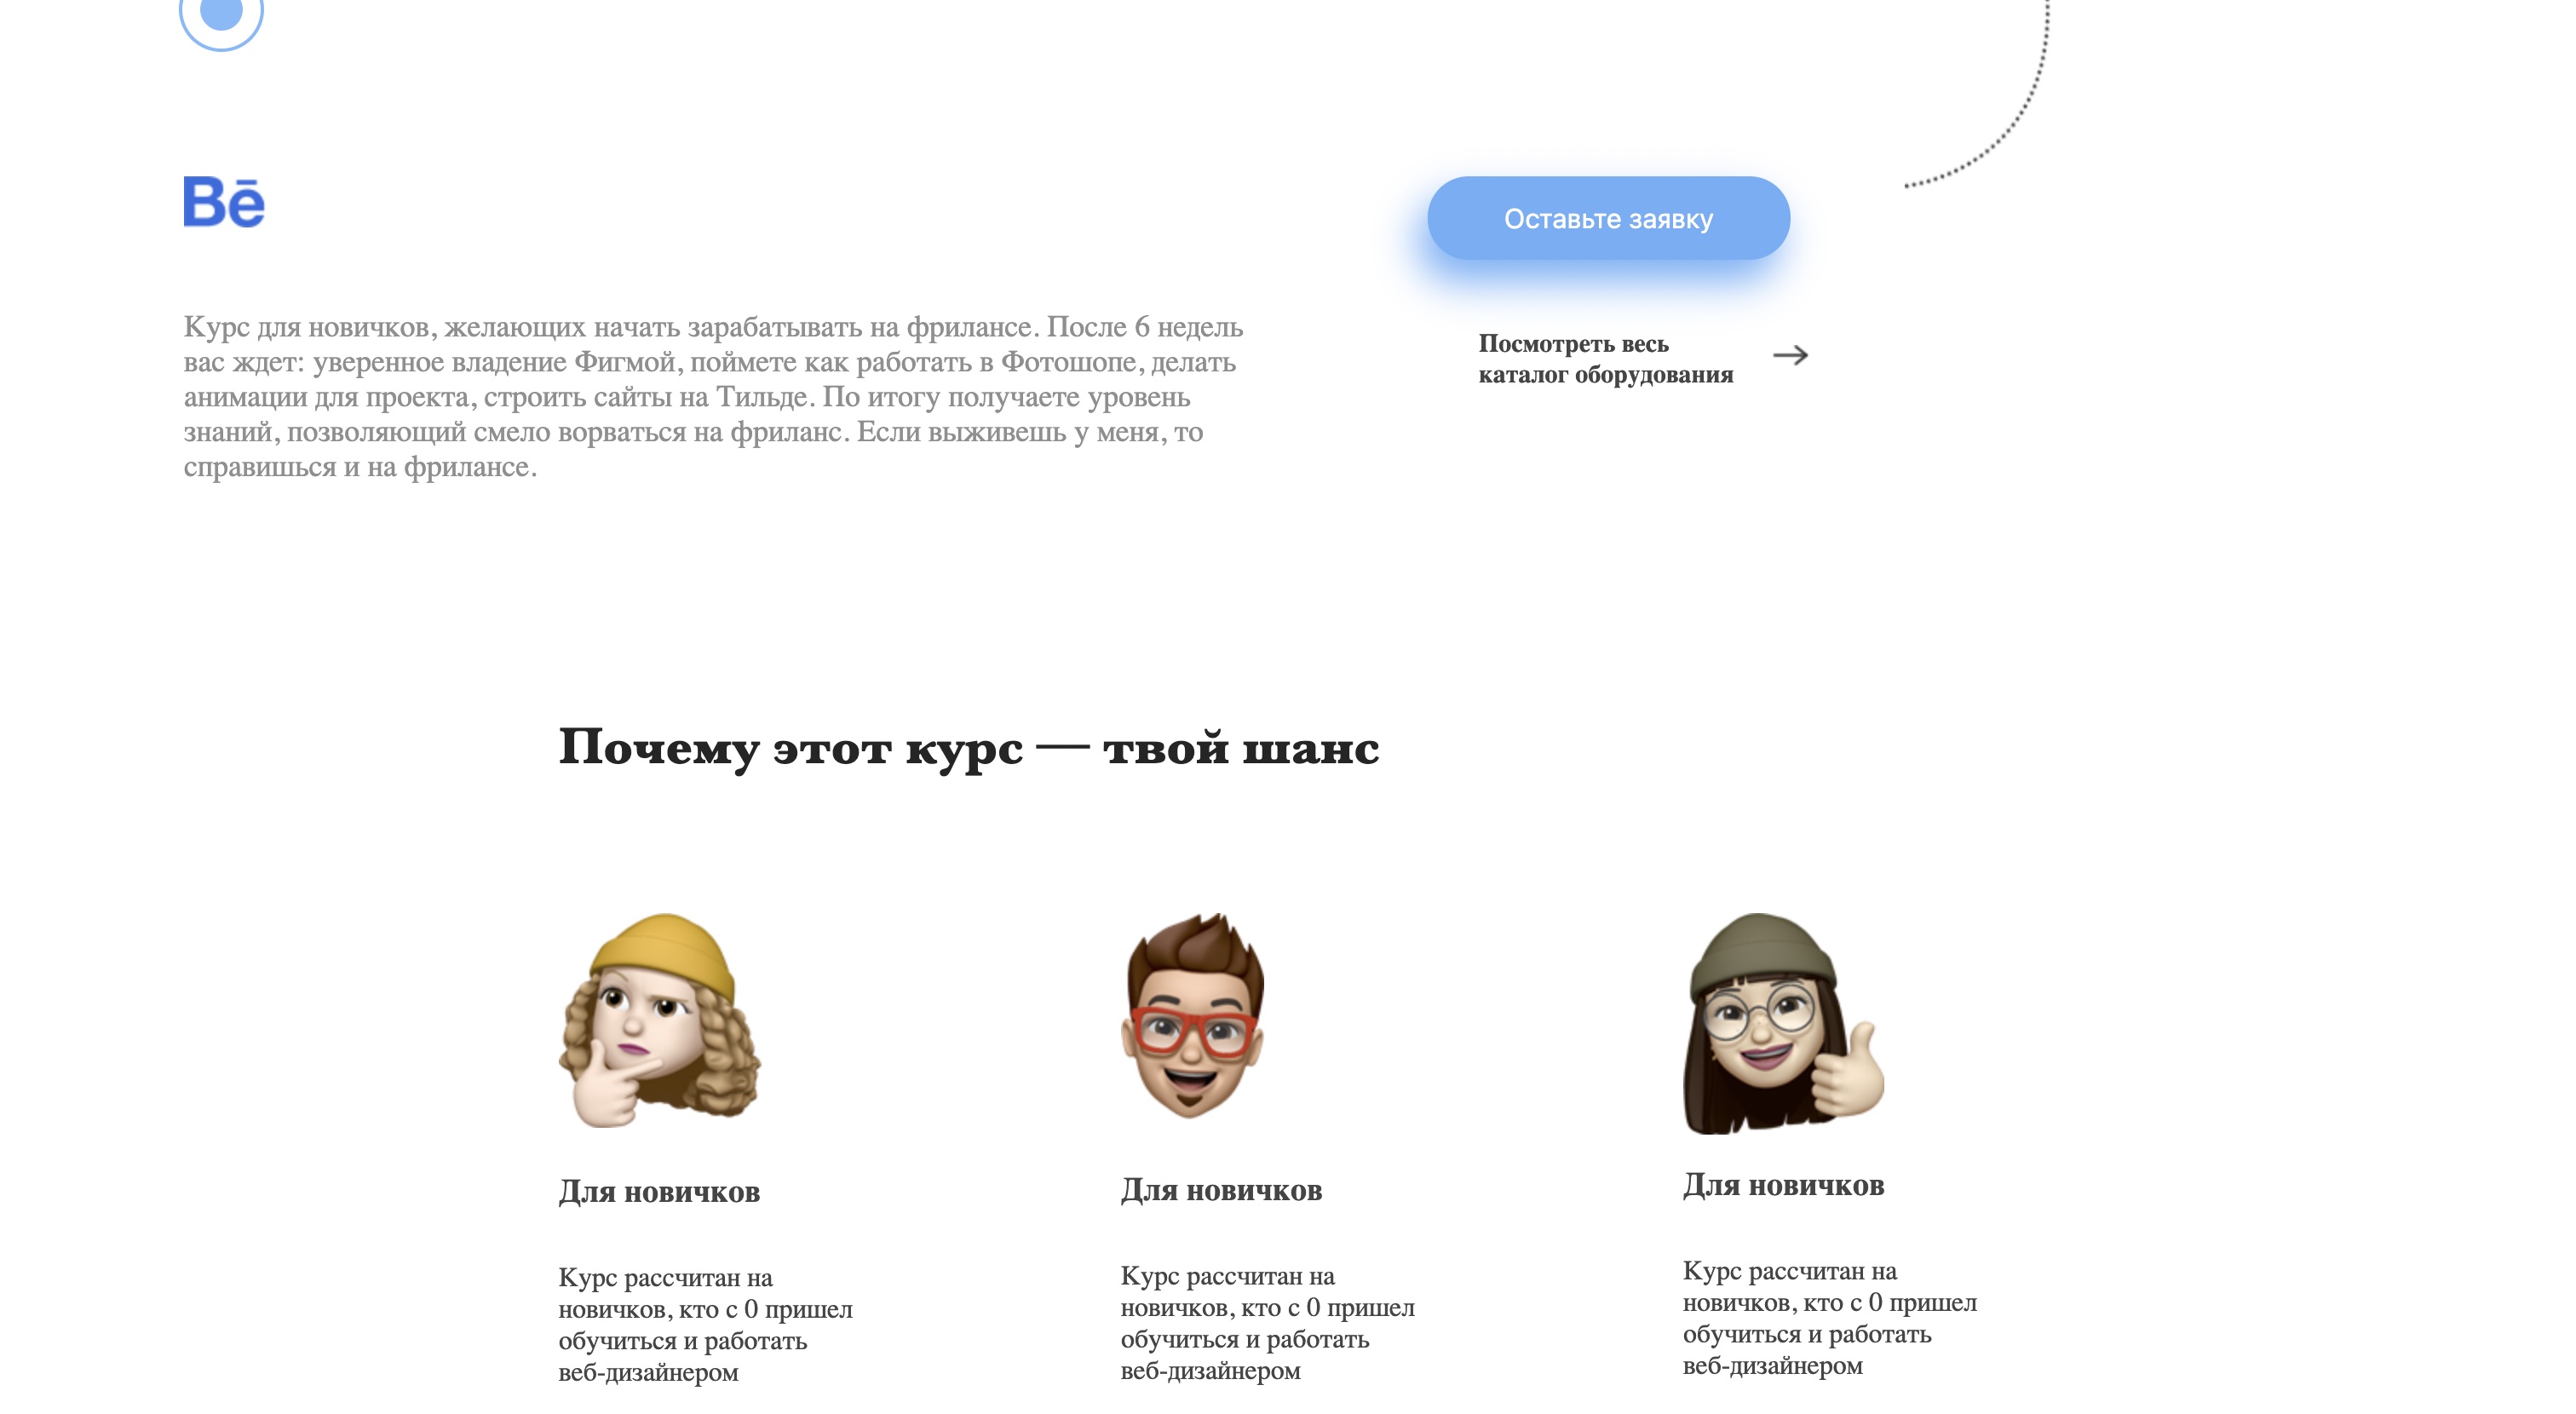 Bē
Оставьте заявку
Курс для новичков, желающих начать зарабатывать на фрилансе. После 6 недель
вас ждет: уверенное владение Фигмой, поймете как работать в Фотошопе, делать
анимации для проекта, строить сайты на Тильде. По итогу получаете уровень
знаний, позволяющий смело ворваться на фриланс. Если выживешь у меня, то
справишься и на фрилансе.
Посмотреть весь
каталог оборудования
Почему этот курс — твой шанс
Для новичков
Курс рассчитан на
новичков, кто с 0 пришел
обучиться и работать
веб-дизайнером
Для новичков
Курс рассчитан на
новичков, кто с 0 пришел
обучиться и работать
веб-дизайнером
Для новичков
Курс рассчитан на
новичков, кто с 0 пришел
обучиться и работать
веб-дизайнером